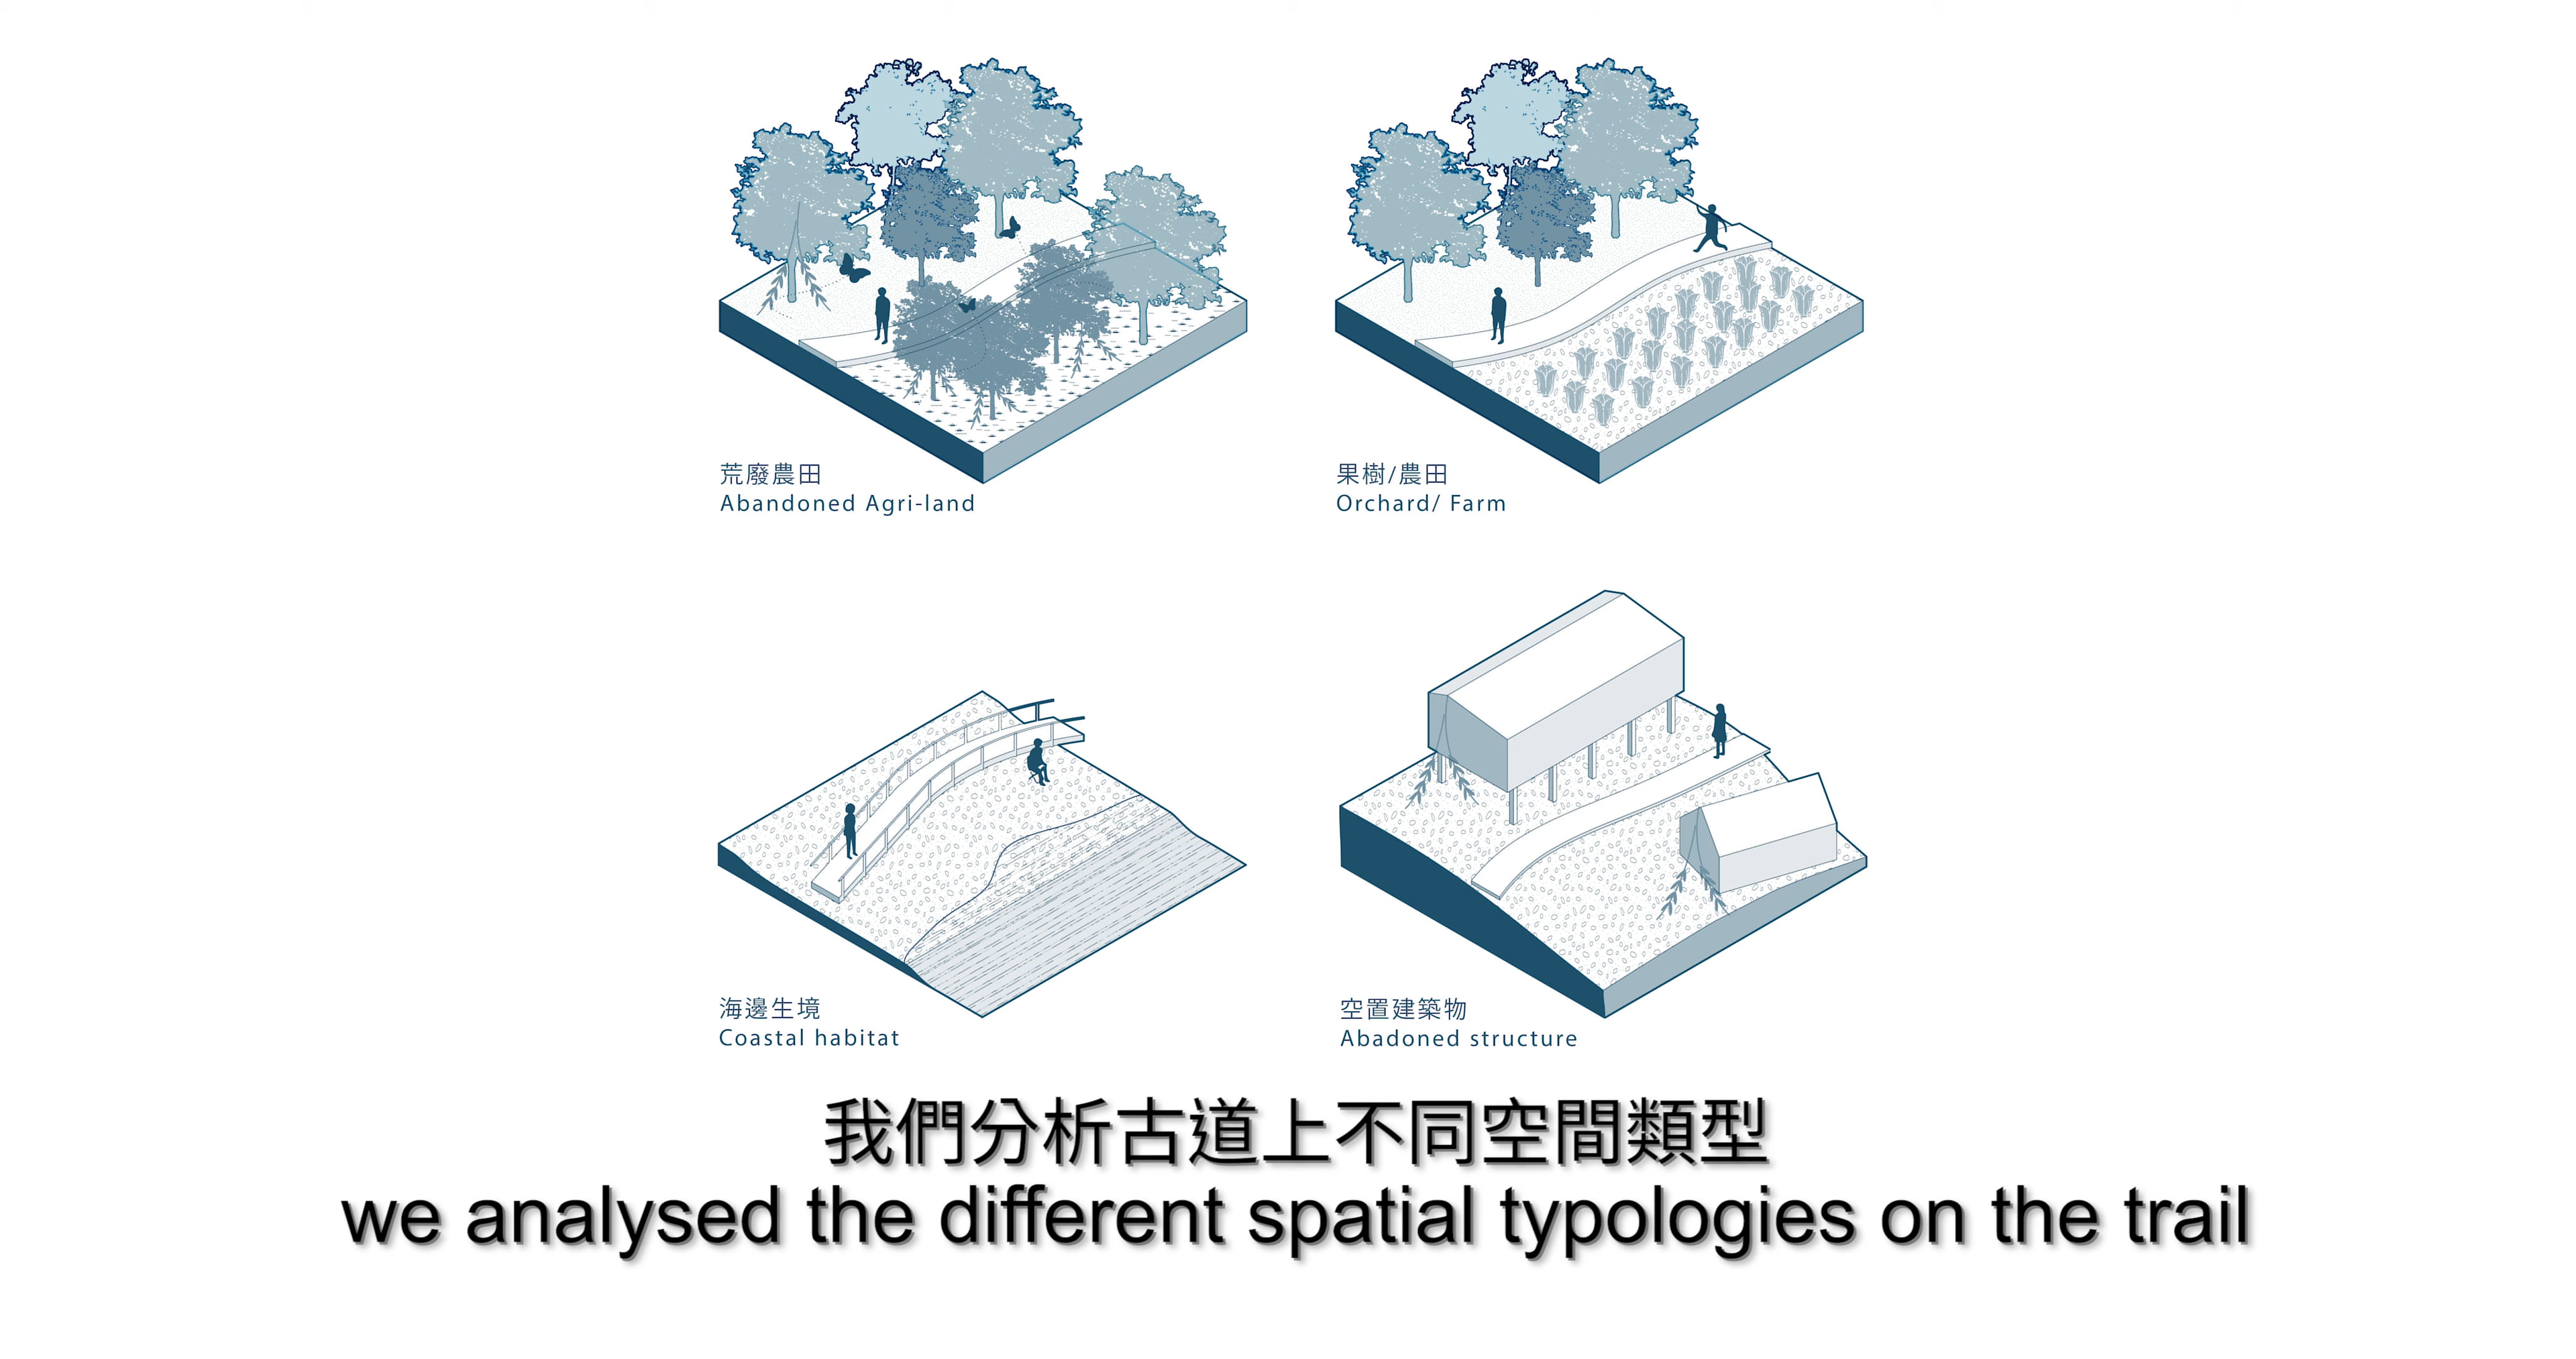 荒廢農田
Abandoned Agri-land
果樹/農田
Orchard/ Farm
海邊生境
Coastal habitat
空置建築物
Abadoned structure
我們分析古道上不同空間類型
we analysed the different spatial typologies on the trail